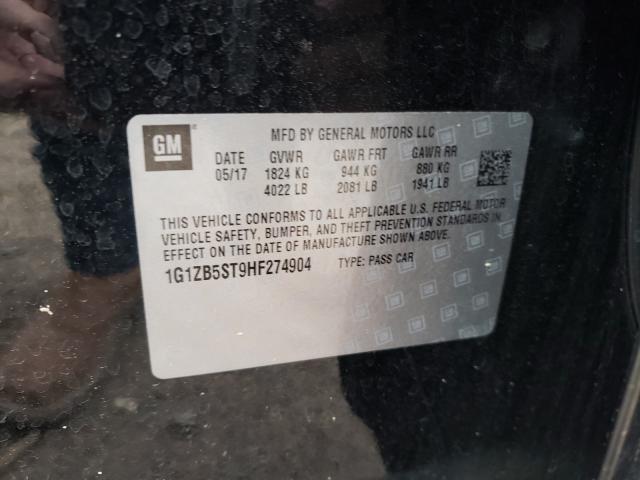 GM
MFD BY GENERAL MOTORS LLC
DATE GVWR GAWR FRT GAWR RR
05/17 1824 KG 944 KG 880 KG
4022 LB 2081 LB 1941 LB
THIS VEHICLE CONFORMS TO ALL APPLICABLE U.S. FEDERAL MOTOR
VEHICLE SAFETY, BUMPER, AND THEFT PREVENTION STANDARDS IN
EFFECT ON THE DATE OF MANUFACTURE SHOWN ABOVE.
1G1ZB5ST9HF274904 TYPE: PASS CAR